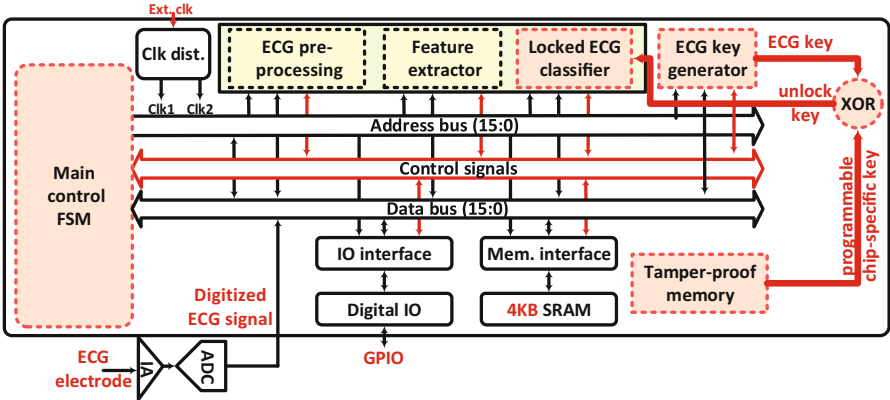 Ext. clk
Clk dist.
Clk1
Clk2
ECG pre-
processing
Feature
extractor
Locked ECG
classifier
ECG key
generator
ECG key
unlock
key
XOR
Address bus (15:0)
Main
control
FSM
Control signals
Data bus (15:0)
programmable
chip-specific key
IO interface
Mem. interface
Tamper-proof
memory
Digitized
ECG signal
Digital IO
4KB SRAM
GPIO
ECG
electrode
IA
ADC